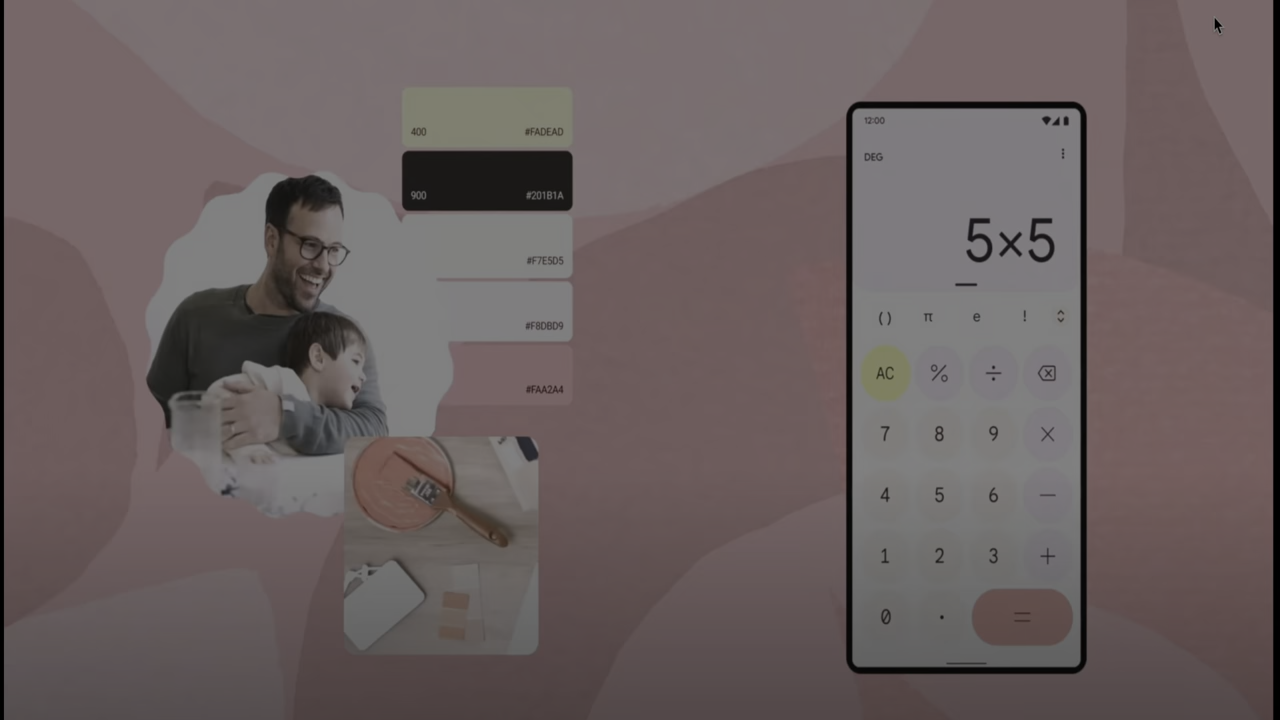 400 #FADEAD
900 #201B1A
#F7E5D5
#F8DBD9
#FAA2A4
12:00
DEG
5×5
( ) π e !
AC % ÷
7 8 9 ×
4 5 6 −
1 2 3 +
0 . =